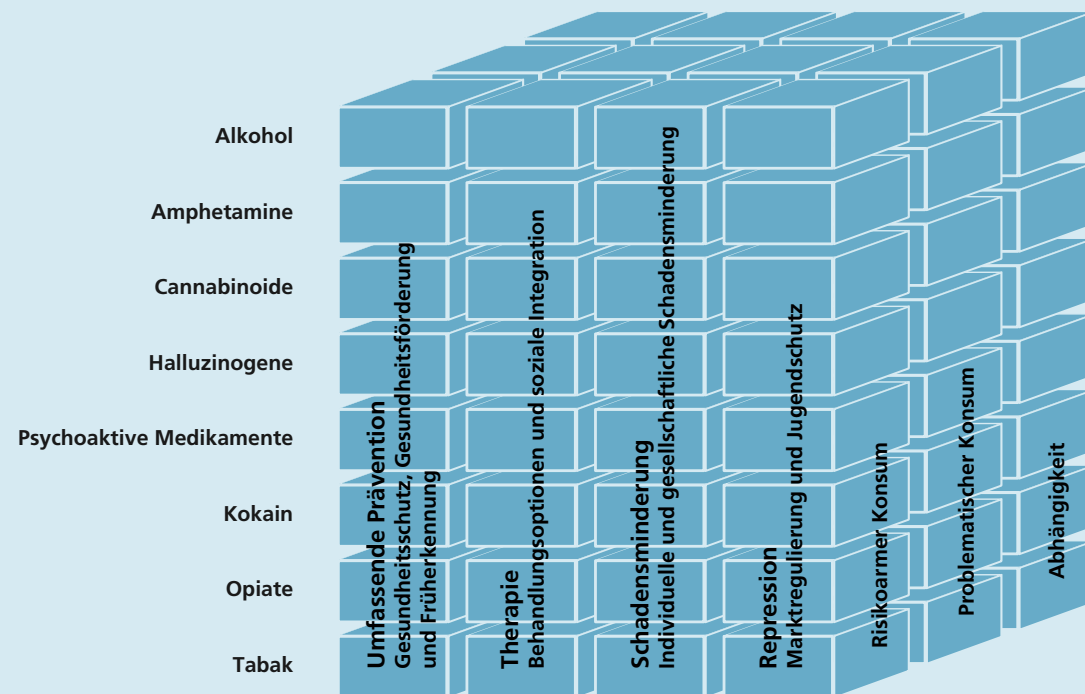 Alkohol
Amphetamine
Cannabinoide
Halluzinogene
Psychoaktive Medikamente
Kokain
Opiate
Tabak
Umfassende Prävention
Gesundheitsschutz, Gesundheitsförderung
und Früherkennung
Therapie
Behandlungsoptionen und soziale Integration
Schadensminderung
Individuelle und gesellschaftliche Schadensminderung
Repression
Marktregulierung und Jugendschutz
Risikoarmer Konsum
Problematischer Konsum
Abhängigkeit